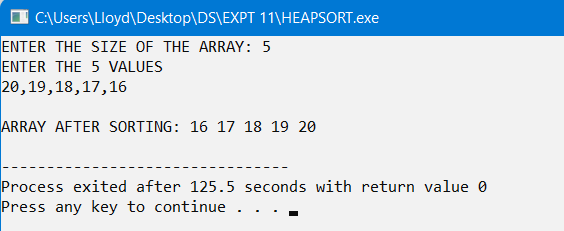 C:\Users\Lloyd\Desktop\DS\EXPT 11\HEAPSORT.exe
ENTER THE SIZE OF THE ARRAY: 5
ENTER THE 5 VALUES
20,19,18,17,16
ARRAY AFTER SORTING: 16 17 18 19 20
--------------------------------
Process exited after 125.5 seconds with return value 0
Press any key to continue . . .